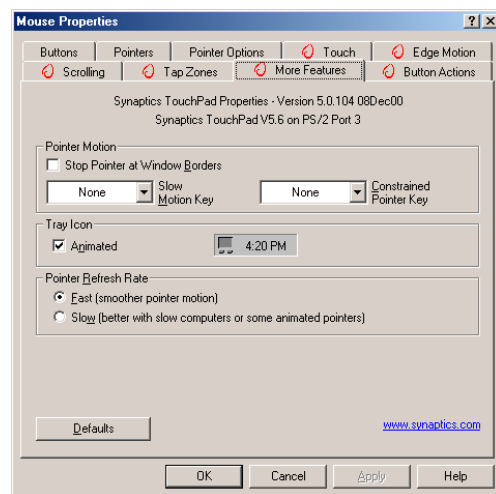 Mouse Properties
Buttons Pointers Pointer Options Touch Edge Motion
Scrolling Tap Zones More Features Button Actions
Synaptics TouchPad Properties - Version 5.0.104 08Dec00
Synaptics TouchPad V5.6 on PS/2 Port 3
Pointer Motion
Stop Pointer at Window Borders
None Slow Motion Key None Constrained Pointer Key
Tray Icon
Animated 4:20 PM
Pointer Refresh Rate
Fast (smoother pointer motion)
Slow (better with slow computers or some animated pointers)
Defaults www.synaptics.com
OK Cancel Apply Help